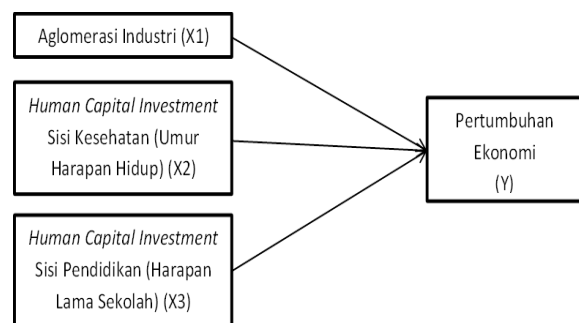 Aglomerasi Industri (X1)
Human Capital Investment
Sisi Kesehatan (Umur
Harapan Hidup) (X2)
Human Capital Investment
Sisi Pendidikan (Harapan
Lama Sekolah) (X3)
Pertumbuhan
Ekonomi
(Y)